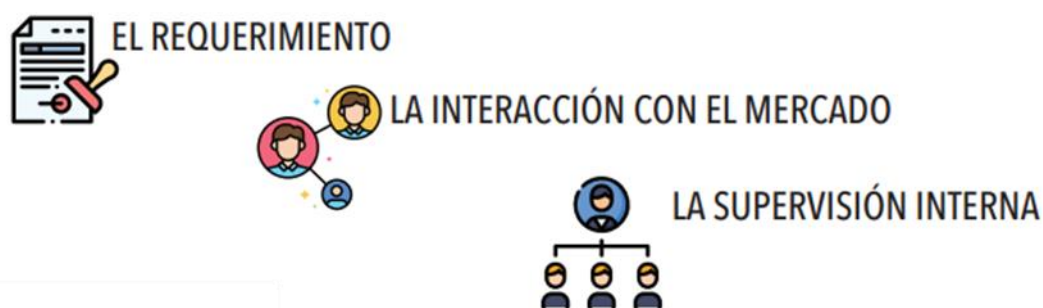 EL REQUERIMIENTO
LA INTERACCIÓN CON EL MERCADO
LA SUPERVISIÓN INTERNA